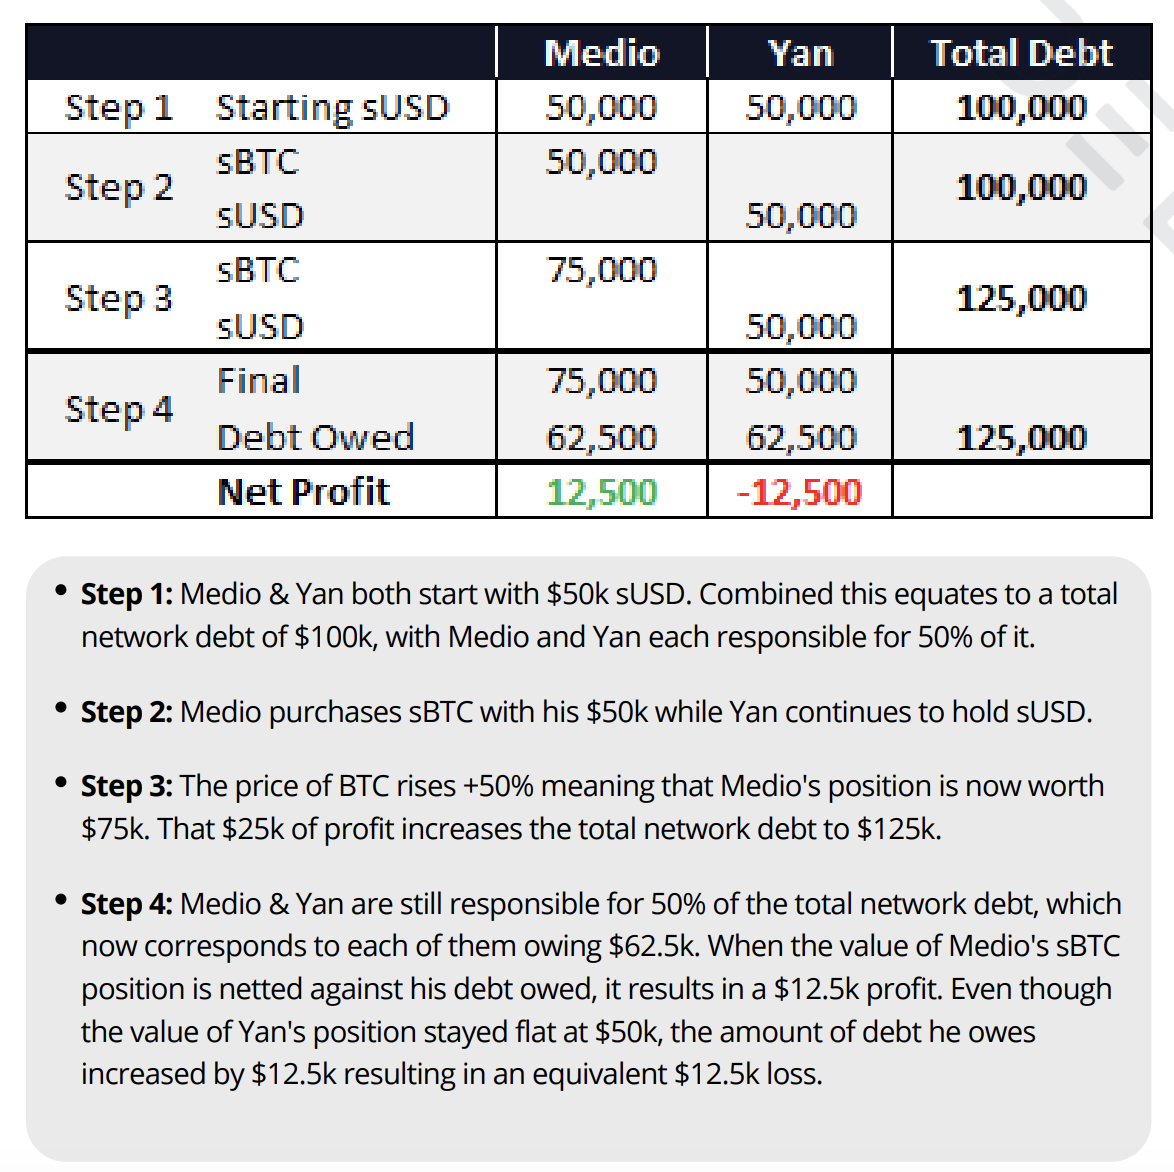 Medio Yan Total Debt
Step 1 Starting sUSD 50,000 50,000 100,000
Step 2 sBTC 50,000 100,000
sUSD 50,000
Step 3 sBTC 75,000 125,000
sUSD 50,000
Step 4 Final 75,000 50,000
Debt Owed 62,500 62,500 125,000
Net Profit 12,500 -12,500
• Step 1: Medio & Yan both start with $50k sUSD. Combined this equates to a total
network debt of $100k, with Medio and Yan each responsible for 50% of it.
• Step 2: Medio purchases sBTC with his $50k while Yan continues to hold sUSD.
• Step 3: The price of BTC rises +50% meaning that Medio's position is now worth
$75k. That $25k of profit increases the total network debt to $125k.
• Step 4: Medio & Yan are still responsible for 50% of the total network debt, which
now corresponds to each of them owing $62.5k. When the value of Medio's sBTC
position is netted against his debt owed, it results in a $12.5k profit. Even though
the value of Yan's position stayed flat at $50k, the amount of debt he owes
increased by $12.5k resulting in an equivalent $12.5k loss.